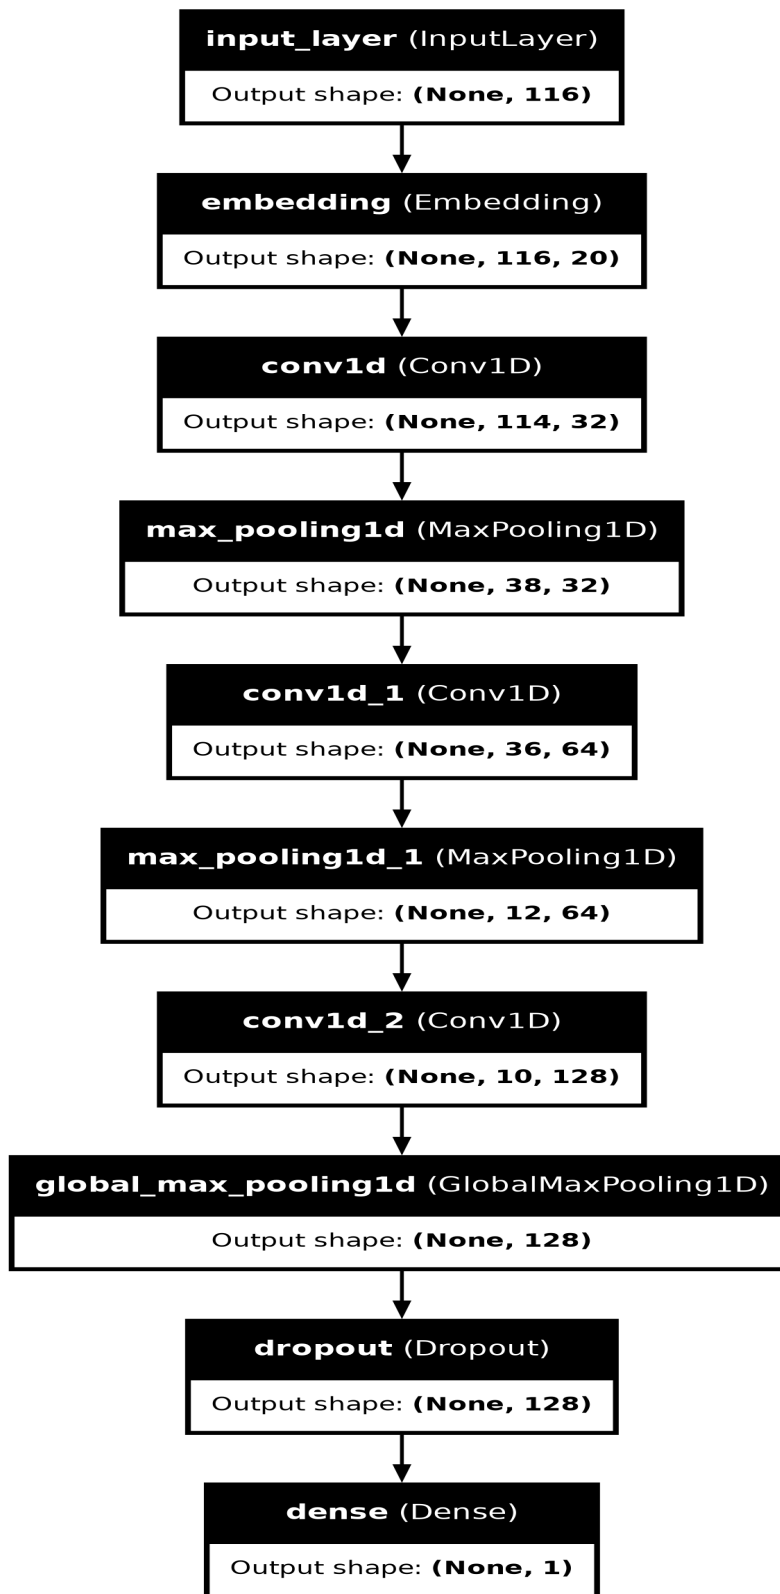 input_layer (InputLayer)
Output shape: (None, 116)
embedding (Embedding)
Output shape: (None, 116, 20)
conv1d (Conv1D)
Output shape: (None, 114, 32)
max_pooling1d (MaxPooling1D)
Output shape: (None, 38, 32)
conv1d_1 (Conv1D)
Output shape: (None, 36, 64)
max_pooling1d_1 (MaxPooling1D)
Output shape: (None, 12, 64)
conv1d_2 (Conv1D)
Output shape: (None, 10, 128)
global_max_pooling1d (GlobalMaxPooling1D)
Output shape: (None, 128)
dropout (Dropout)
Output shape: (None, 128)
dense (Dense)
Output shape: (None, 1)